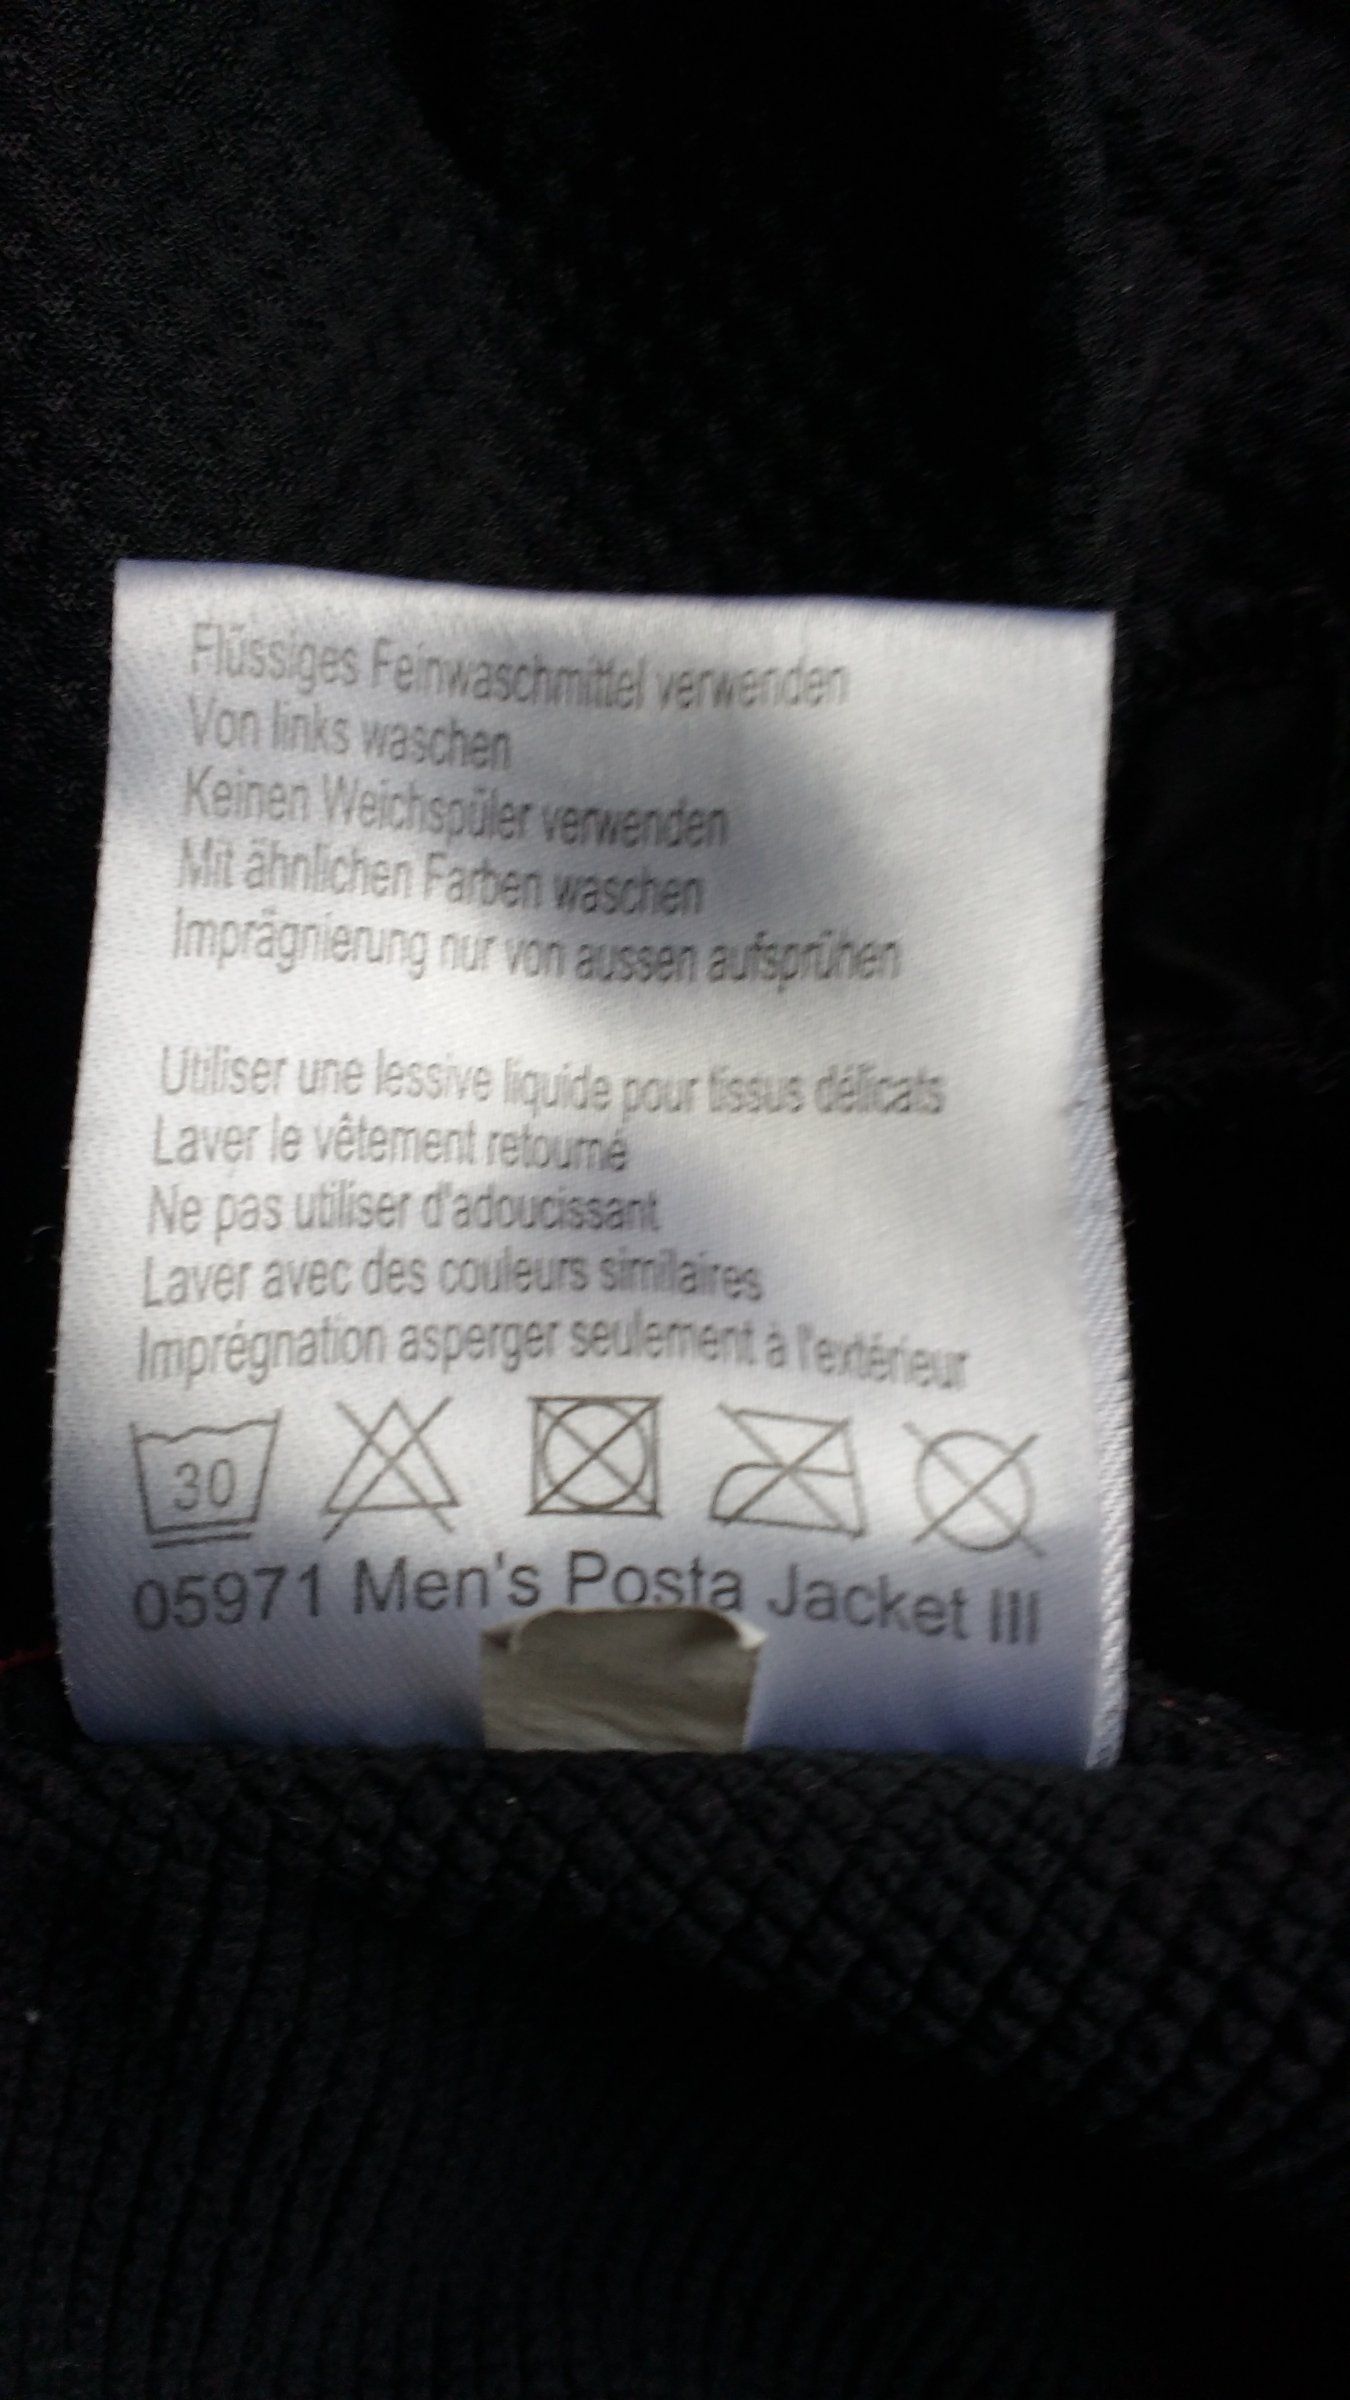 Flüssiges Feinwaschmittel verwenden
Von links waschen
Keinen Weichspüler verwenden
Mit ähnlichen Farben waschen
Imprägnierung nur von aussen aufsprühen
Utiliser une lessive liquide pour tissus délicats
Laver le vêtement retourné
Ne pas utiliser d'adoucissant
Laver avec des couleurs similaires
Imprégnation asperger seulement à l'extérieur
30
05971 Men's Posta Jacket III